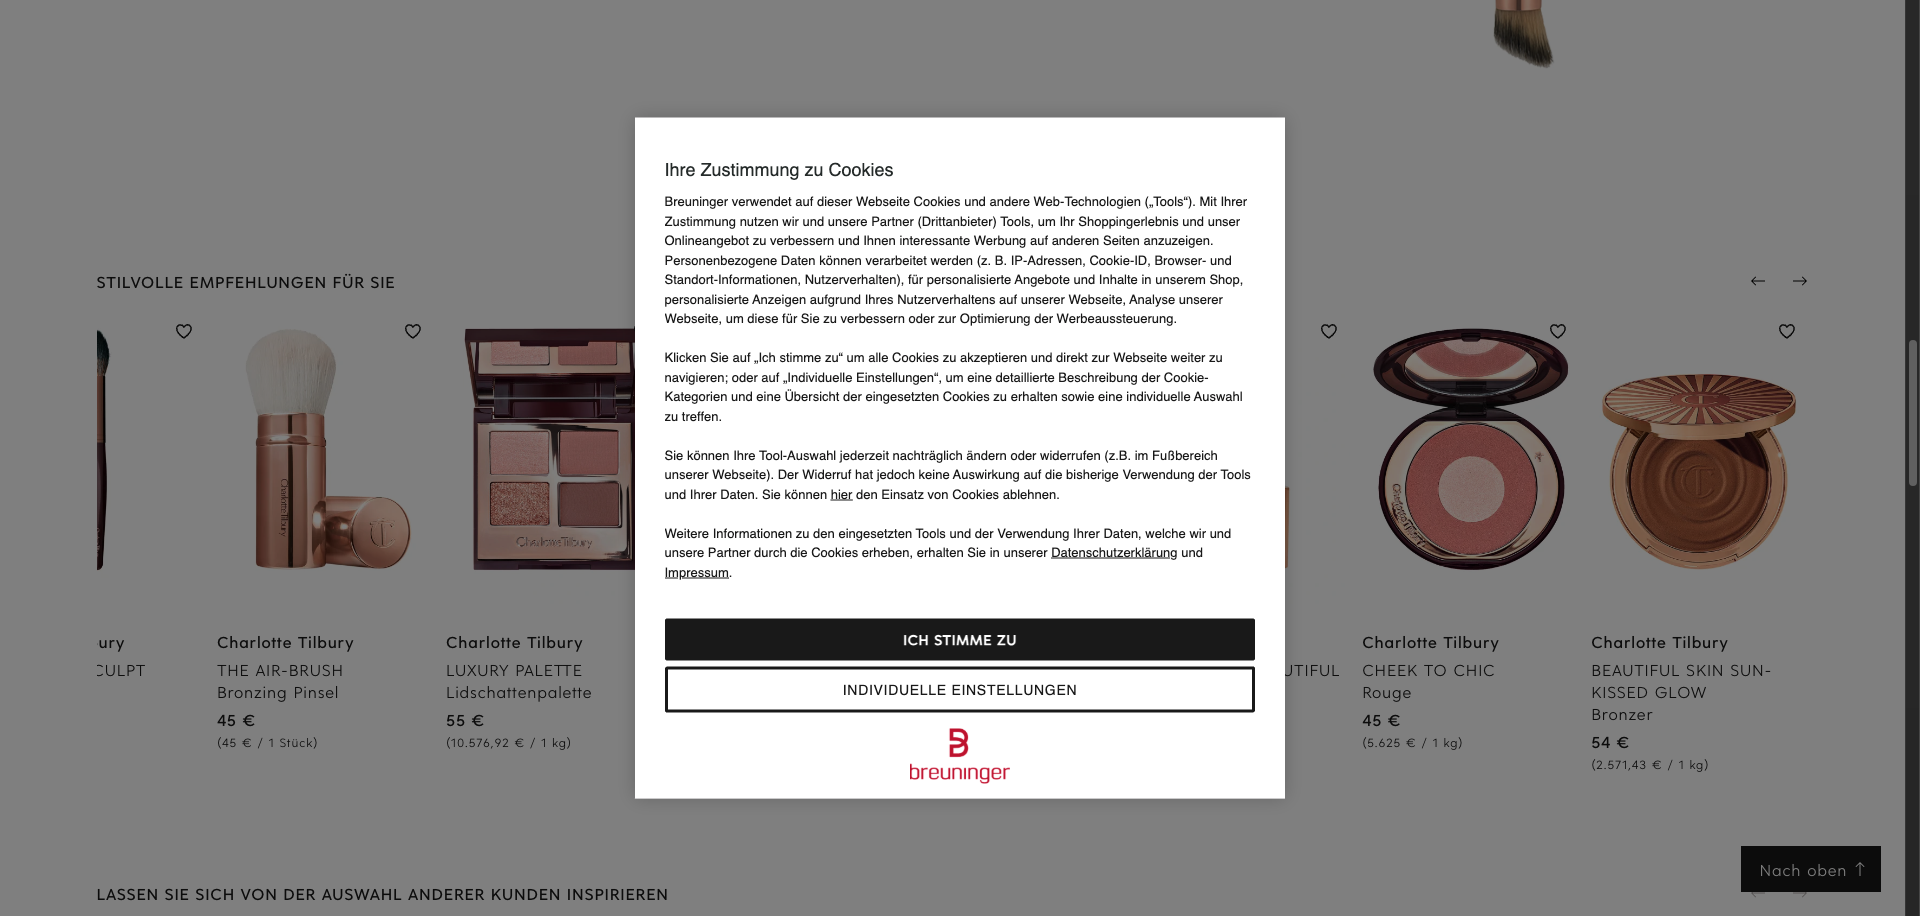 STILVOLLE EMPFEHLUNGEN FÜR SIE
Ihre Zustimmung zu Cookies
Breuninger verwendet auf dieser Webseite Cookies und andere Web-Technologien („Tools“). Mit Ihrer
Zustimmung nutzen wir und unsere Partner (Drittanbieter) Tools, um Ihr Shoppingerlebnis und unser
Onlineangebot zu verbessern und Ihnen interessante Werbung auf anderen Seiten anzuzeigen.
Personenbezogene Daten können verarbeitet werden (z. B. IP-Adressen, Cookie-ID, Browser- und
Standort-Informationen, Nutzerverhalten), für personalisierte Angebote und Inhalte in unserem Shop,
personalisierte Anzeigen aufgrund Ihres Nutzerverhaltens auf unserer Webseite, Analyse unserer
Webseite, um diese für Sie zu verbessern oder zur Optimierung der Werbeaussteuerung.
Klicken Sie auf „Ich stimme zu“ um alle Cookies zu akzeptieren und direkt zur Webseite weiter zu
navigieren; oder auf „Individuelle Einstellungen“, um eine detaillierte Beschreibung der Cookie-
Kategorien und eine Übersicht der eingesetzten Cookies zu erhalten sowie eine individuelle Auswahl
zu treffen.
Sie können Ihre Tool-Auswahl jederzeit nachträglich ändern oder widerrufen (z.B. im Fußbereich
unserer Webseite). Der Widerruf hat jedoch keine Auswirkung auf die bisherige Verwendung der Tools
und Ihrer Daten. Sie können hier den Einsatz von Cookies ablehnen.
Weitere Informationen zu den eingesetzten Tools und der Verwendung Ihrer Daten, welche wir und
unsere Partner durch die Cookies erheben, erhalten Sie in unserer Datenschutzerklärung und
Impressum.
ICH STIMME ZU
INDIVIDUELLE EINSTELLUNGEN
breuninger
Charlotte Tilbury
Charlotte Tilbury
Charlotte Tilbury
THE AIR-BRUSH
Bronzing Pinsel
45 €
(45 € / 1 Stück)
Charlotte Tilbury
LUXURY PALETTE
Lidschattenpalette
55 €
(10.576,92 € / 1 kg)
Charlotte Tilbury
CHEEK TO CHIC
Rouge
45 €
(5.625 € / 1 kg)
Charlotte Tilbury
BEAUTIFUL SKIN SUN-
KISSED GLOW
Bronzer
54 €
(2.571,43 € / 1 kg)
Nach oben ↑
LASSEN SIE SICH VON DER AUSWAHL ANDERER KUNDEN INSPIRIEREN